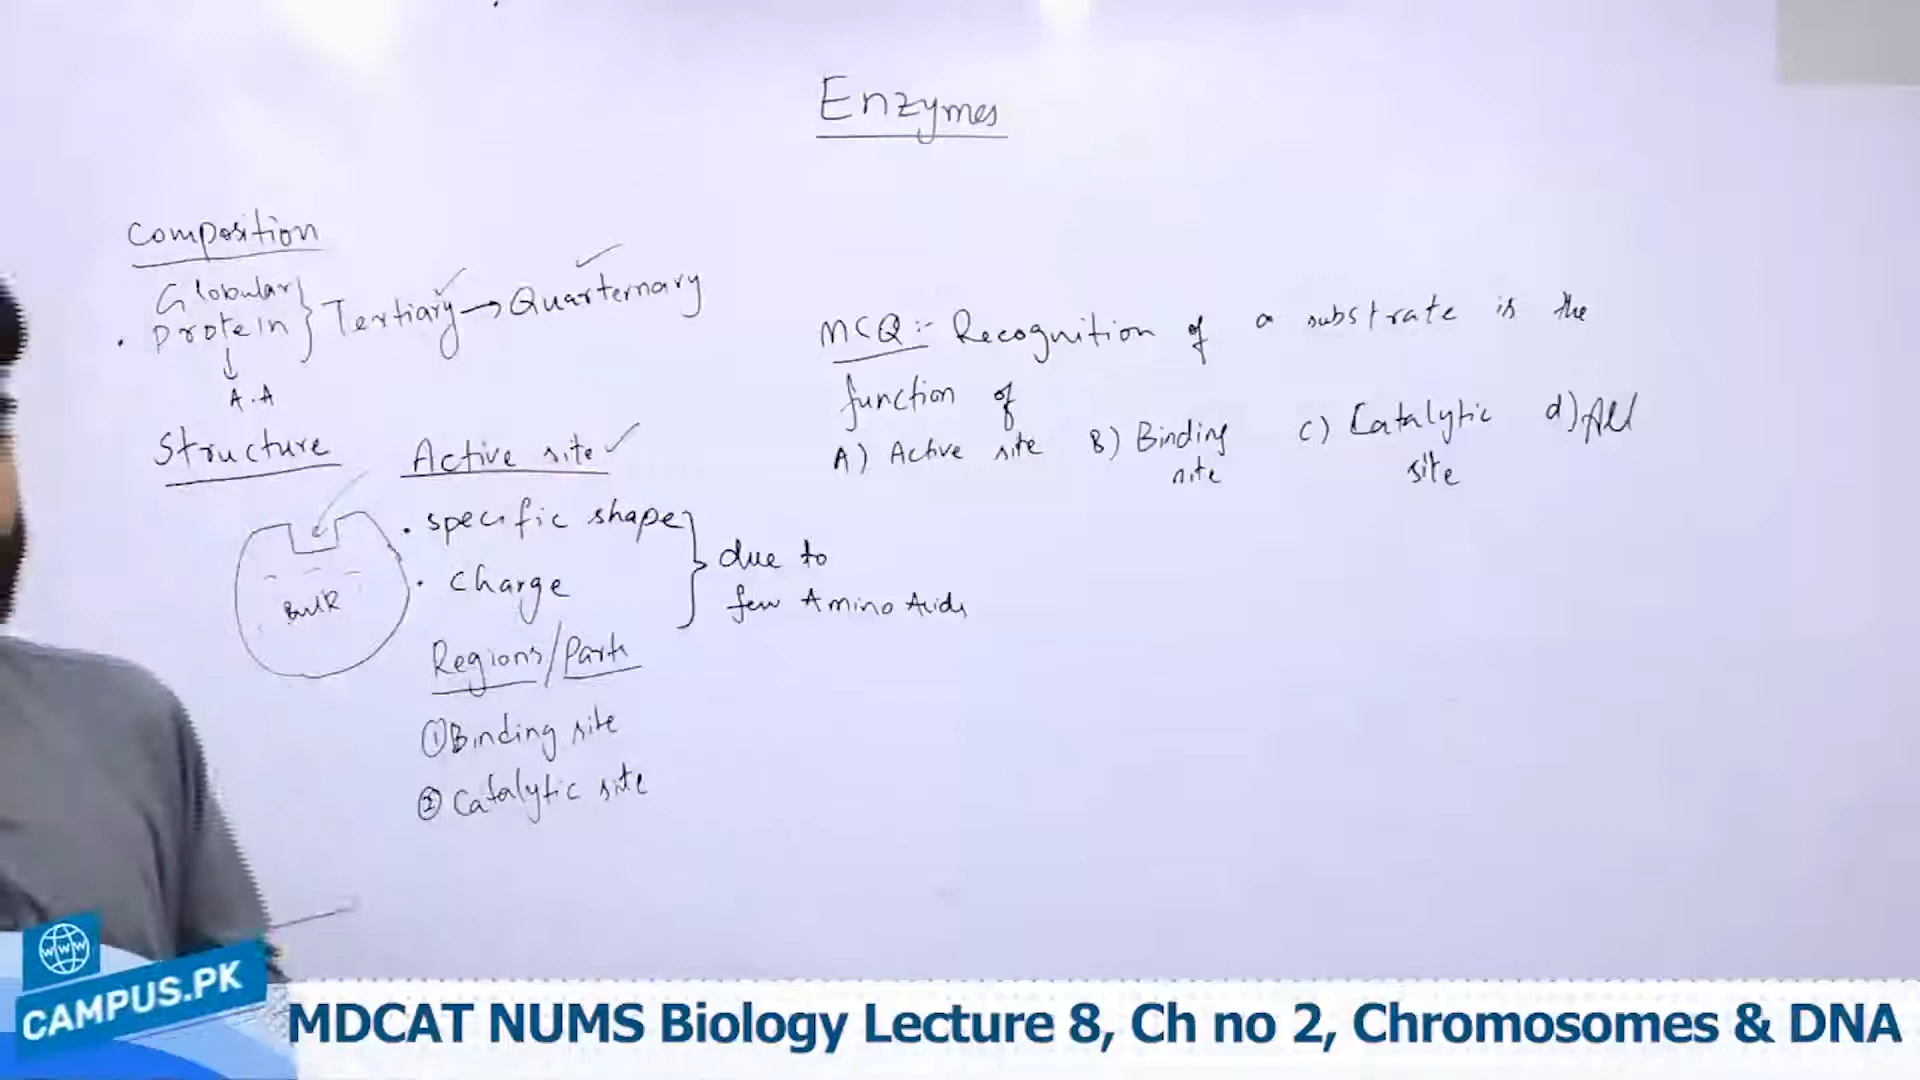 Enzymes
Composition
Globular
Protein } Tertiary → Quarternary
↓
A.A
Structure
Active site ✓
Bulk
• specific shape
• charge
} due to
few Amino Acids
Regions/Parts
① Binding site
② Catalytic site
MCQ:- Recognition of a substrate is the
function of
A) Active site B) Binding site C) Catalytic site d) All
www
CAMPUS.PK
MDCAT NUMS Biology Lecture 8, Ch no 2, Chromosomes & DNA